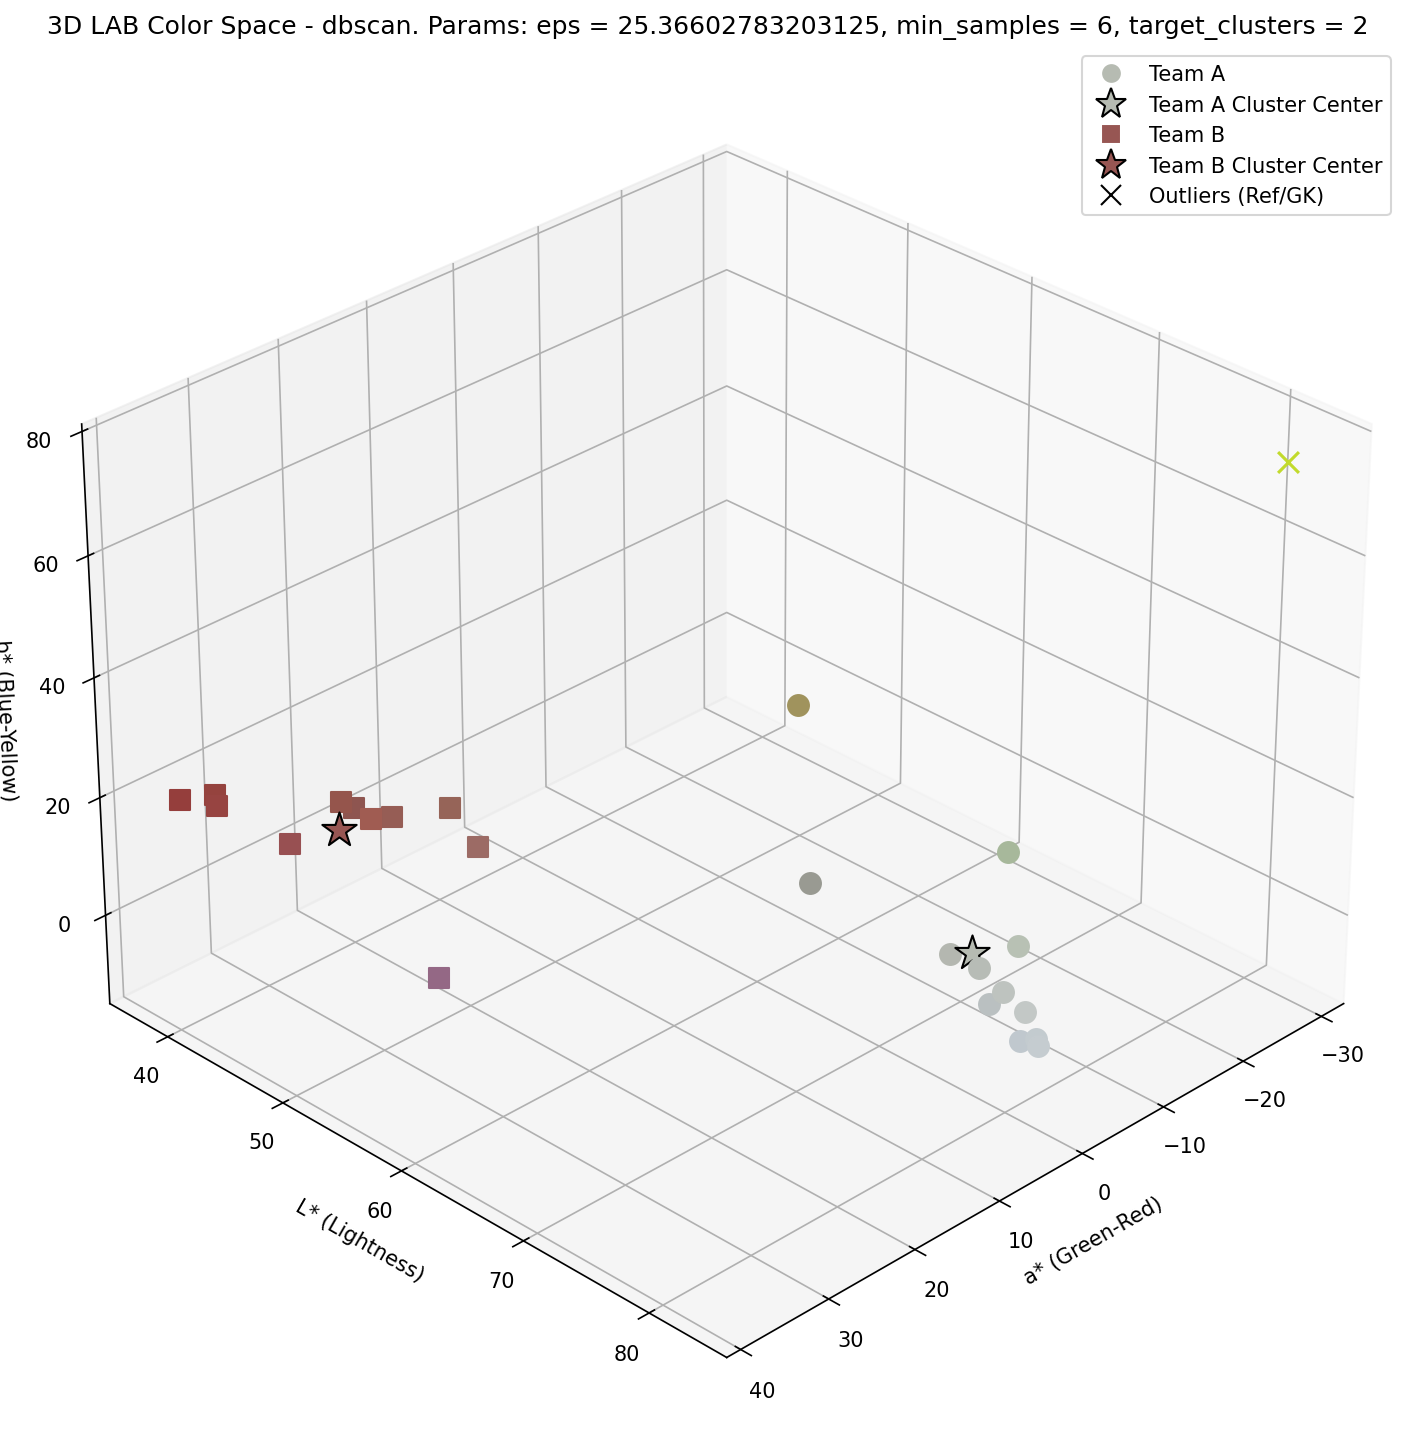 3D LAB Color Space - dbscan. Params: eps = 25.36602783203125, min_samples = 6, target_clusters = 2
Team A
Team A Cluster Center
Team B
Team B Cluster Center
Outliers (Ref/GK)
80
60
40
20
0
b* (Blue-Yellow)
40
50
60
70
80
L* (Lightness)
−30
−20
−10
0
10
20
30
40
a* (Green-Red)